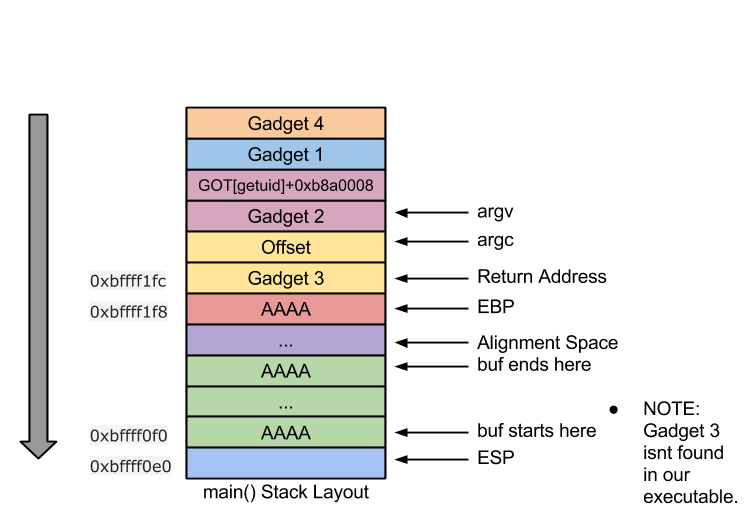 Gadget 4
Gadget 1
GOT[getuid]+0xb8a0008
Gadget 2
argv
Offset
argc
0xbffff1fc
Gadget 3
Return Address
0xbffff1f8
AAAA
EBP
...
Alignment Space
AAAA
buf ends here
...
0xbffff0f0
AAAA
buf starts here
0xbffff0e0
ESP
main() Stack Layout
● NOTE:
Gadget 3
isnt found
in our
executable.